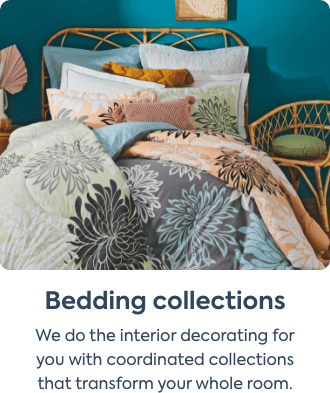 Bedding collections
We do the interior decorating for
you with coordinated collections
that transform your whole room.